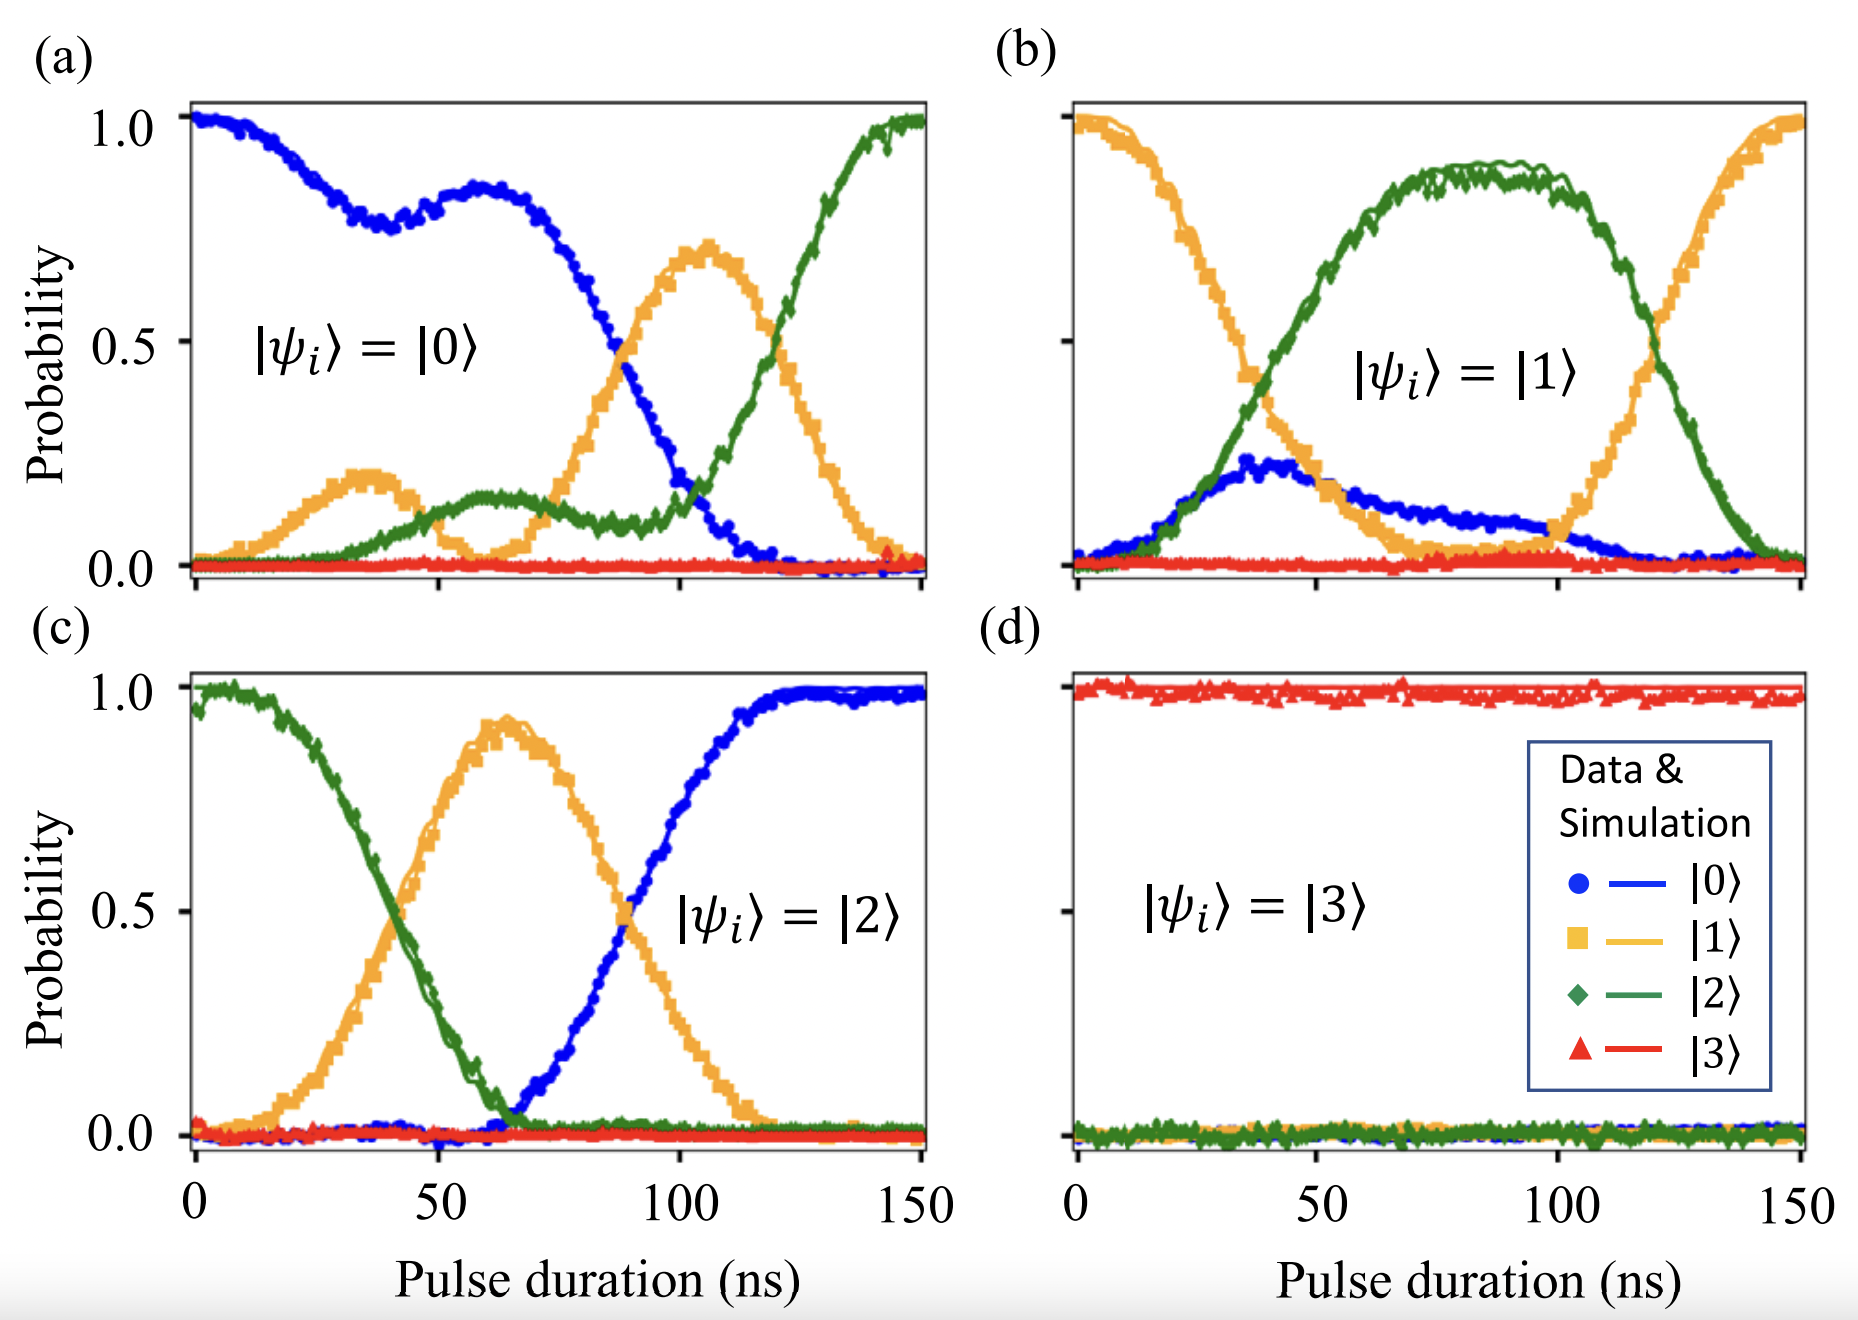 (a)
(b)
1.0
0.5
0.0
Probability
|ψᵢ⟩ = |0⟩
|ψᵢ⟩ = |1⟩
(c)
(d)
1.0
0.5
0.0
Probability
|ψᵢ⟩ = |2⟩
|ψᵢ⟩ = |3⟩
Data &
Simulation
|0⟩
|1⟩
|2⟩
|3⟩
0 50 100 150
0 50 100 150
Pulse duration (ns)
Pulse duration (ns)